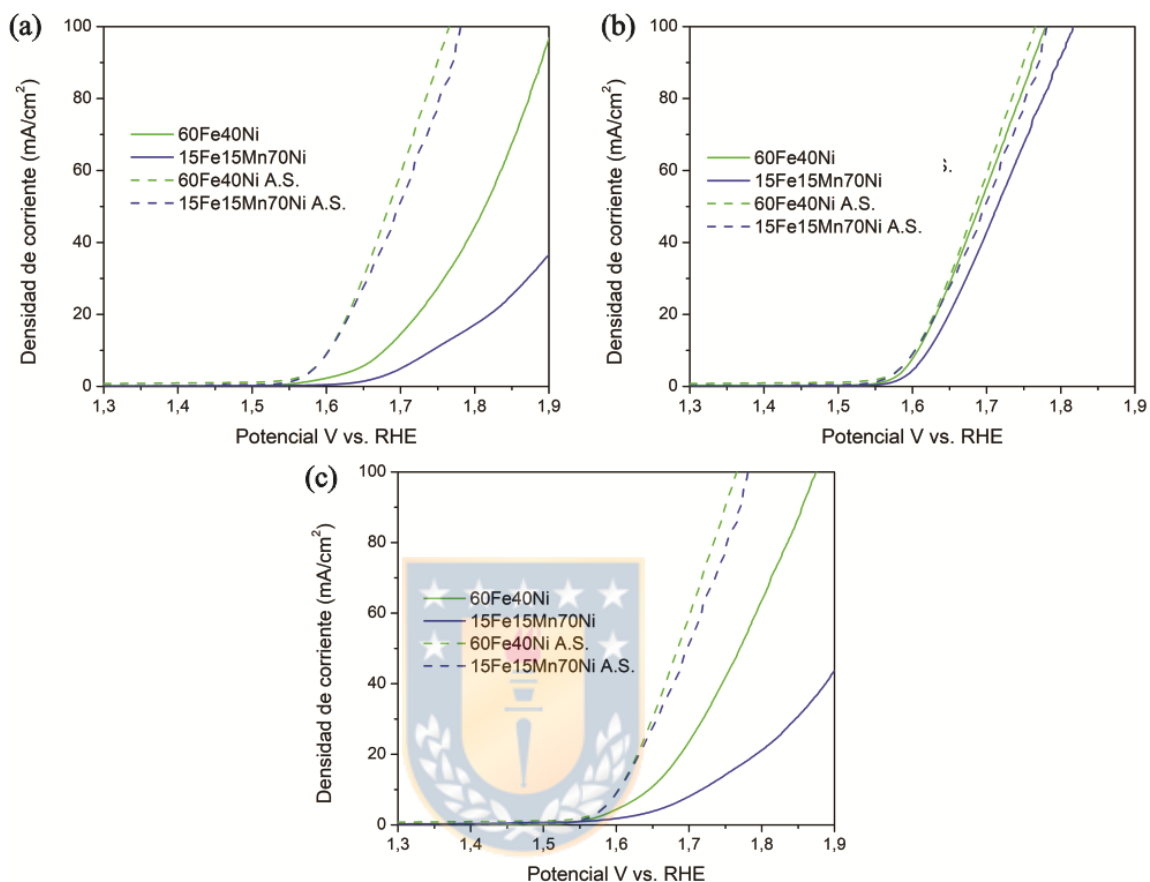 (a)
100
80
60
40
20
0
Densidad de corriente (mA/cm²)
60Fe40Ni
15Fe15Mn70Ni
60Fe40Ni A.S.
15Fe15Mn70Ni A.S.
1,3 1,4 1,5 1,6 1,7 1,8 1,9
Potencial V vs. RHE
(b)
100
80
60
40
20
0
Densidad de corriente (mA/cm²)
60Fe40Ni
15Fe15Mn70Ni
60Fe40Ni A.S.
15Fe15Mn70Ni A.S.
1,3 1,4 1,5 1,6 1,7 1,8 1,9
Potencial V vs. RHE
(c)
100
80
60
40
20
0
Densidad de corriente (mA/cm²)
60Fe40Ni
15Fe15Mn70Ni
60Fe40Ni A.S.
15Fe15Mn70Ni A.S.
1,3 1,4 1,5 1,6 1,7 1,8 1,9
Potencial V vs. RHE